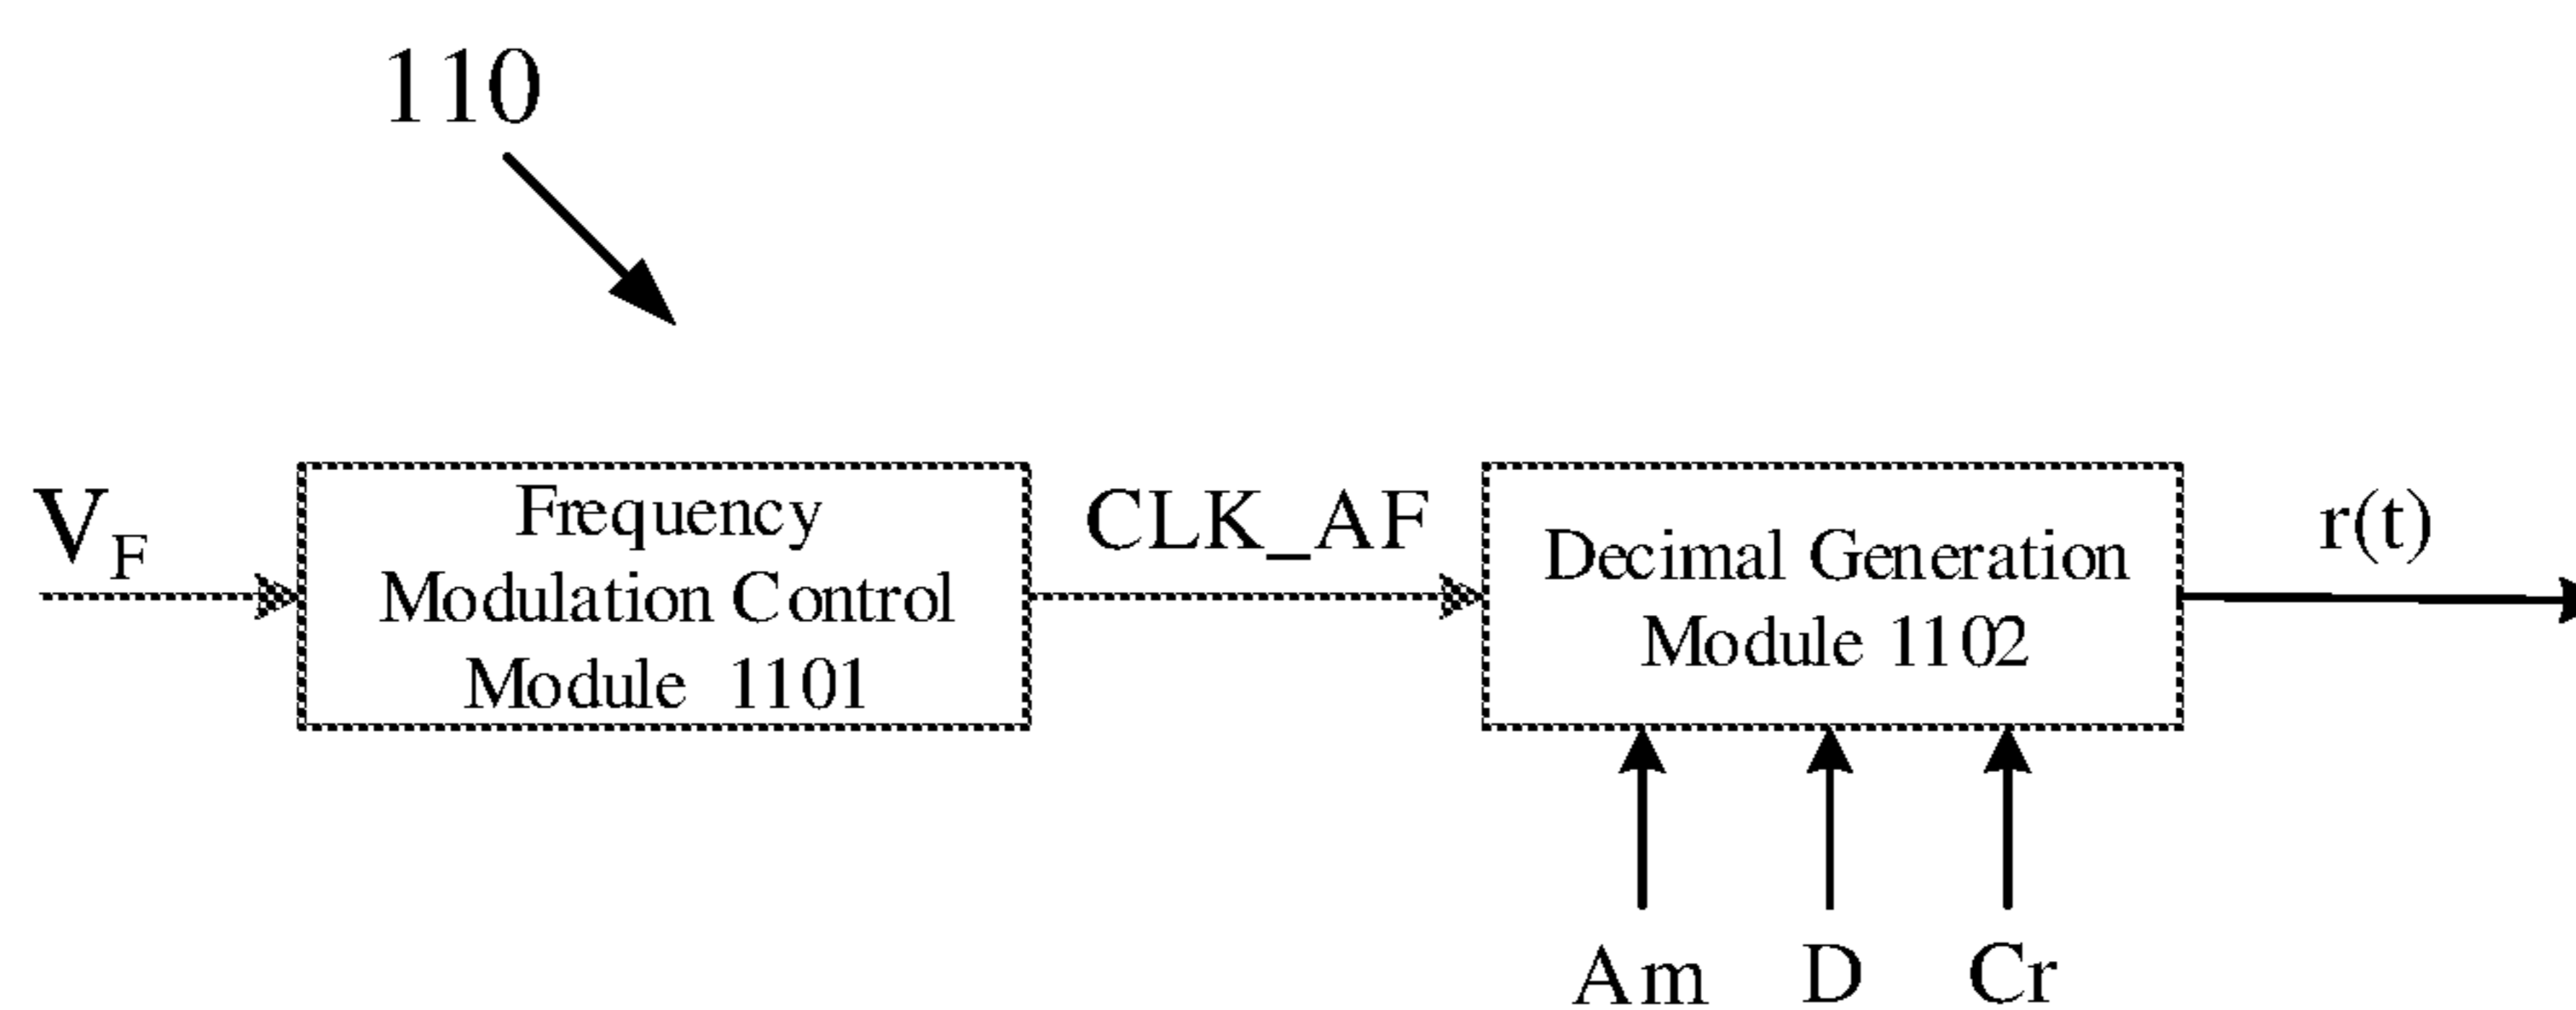 110
V_F
Frequency
Modulation Control
Module 1101
CLK_AF
Decimal Generation
Module 1102
r(t)
Am
D
Cr